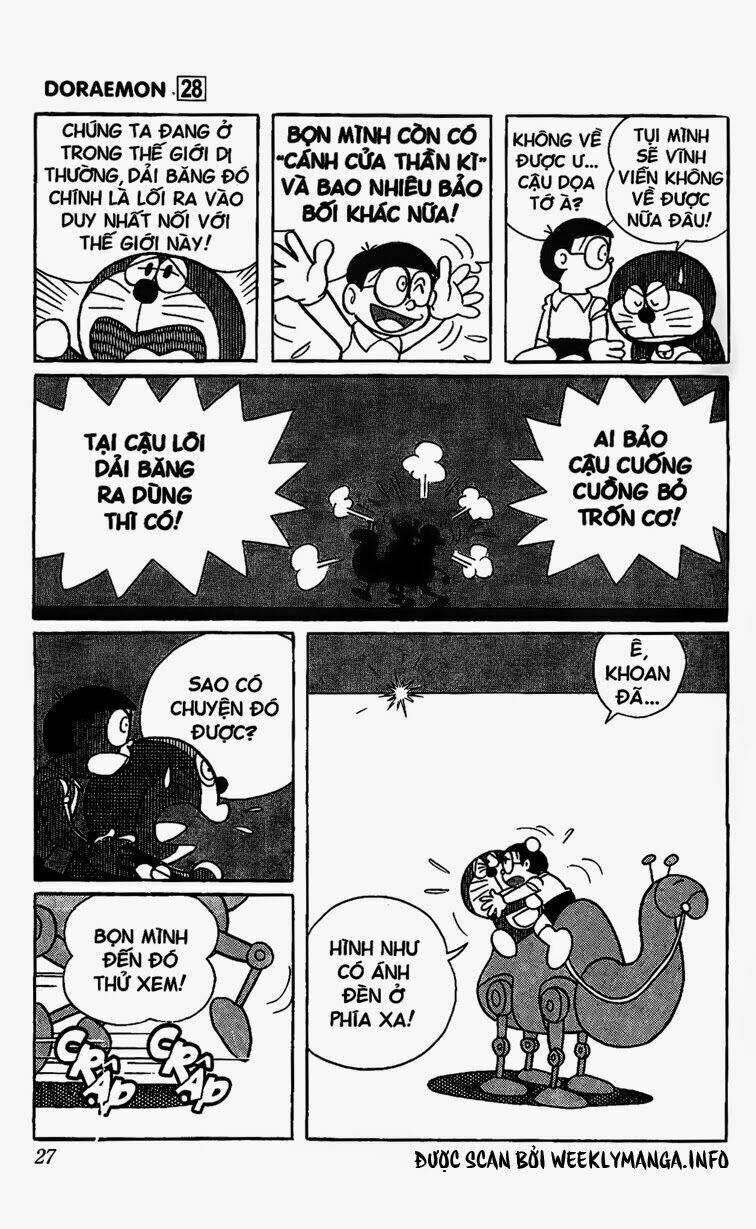 DORAEMON 28
TỤI MÌNH
SẼ VĨNH
VIỄN KHÔNG
VỀ ĐƯỢC
NỮA ĐÂU!
KHÔNG VỀ
ĐƯỢC Ư...
CẬU DỌA
TỚ À?
BỌN MÌNH CÒN CÓ
“CÁNH CỬA THẦN KÌ”
VÀ BAO NHIÊU BẢO
BỐI KHÁC NỮA!
CHÚNG TA ĐANG Ở
TRONG THẾ GIỚI DỊ
THƯỜNG, DẢI BĂNG ĐÓ
CHÍNH LÀ LỐI RA VÀO
DUY NHẤT NỐI VỚI
THẾ GIỚI NÀY!
AI BẢO
CẬU CUỐNG
CUỒNG BỎ
TRỐN CƠ!
TẠI CẬU LÔI
DẢI BĂNG
RA DÙNG
THÌ CÓ!
Ê,
KHOAN
ĐÃ...
HÌNH NHƯ
CÓ ÁNH
ĐÈN Ở
PHÍA XA!
SAO CÓ
CHUYỆN ĐÓ
ĐƯỢC?
BỌN MÌNH
ĐẾN ĐÓ
THỬ XEM!
CRẬP
CRẬP
27
ĐƯỢC SCAN BỞI WEEKLYMANGA.INFO